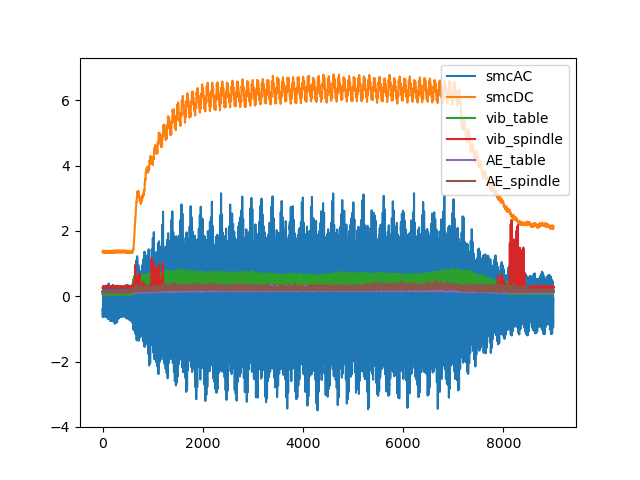 6
4
2
0
−2
−4
0
2000
4000
6000
8000
smcAC
smcDC
vib_table
vib_spindle
AE_table
AE_spindle